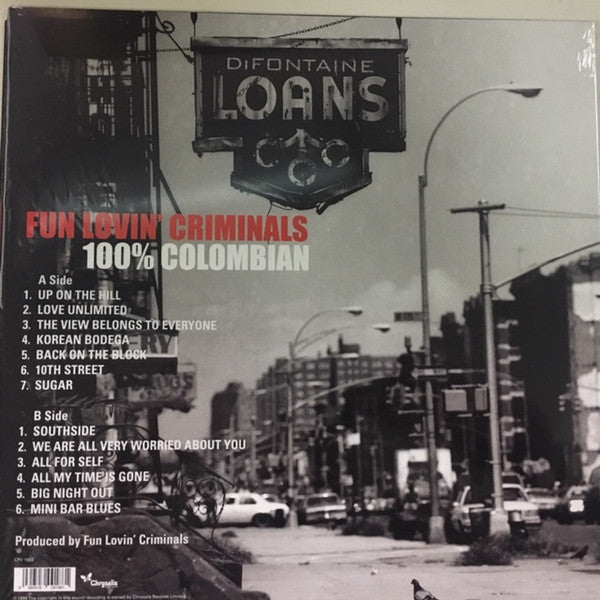 DiFONTAINE
LOANS
FUN LOVIN' CRIMINALS
100% COLOMBIAN
A Side
1. UP ON THE HILL
2. LOVE UNLIMITED
3. THE VIEW BELONGS TO EVERYONE
4. KOREAN BODEGA
5. BACK ON THE BLOCK
6. 10TH STREET
7. SUGAR
B Side
1. SOUTHSIDE
2. WE ARE ALL VERY WORRIED ABOUT YOU
3. ALL FOR SELF
4. ALL MY TIME IS GONE
5. BIG NIGHT OUT
6. MINI BAR BLUES
Produced by Fun Lovin' Criminals
Chrysalis